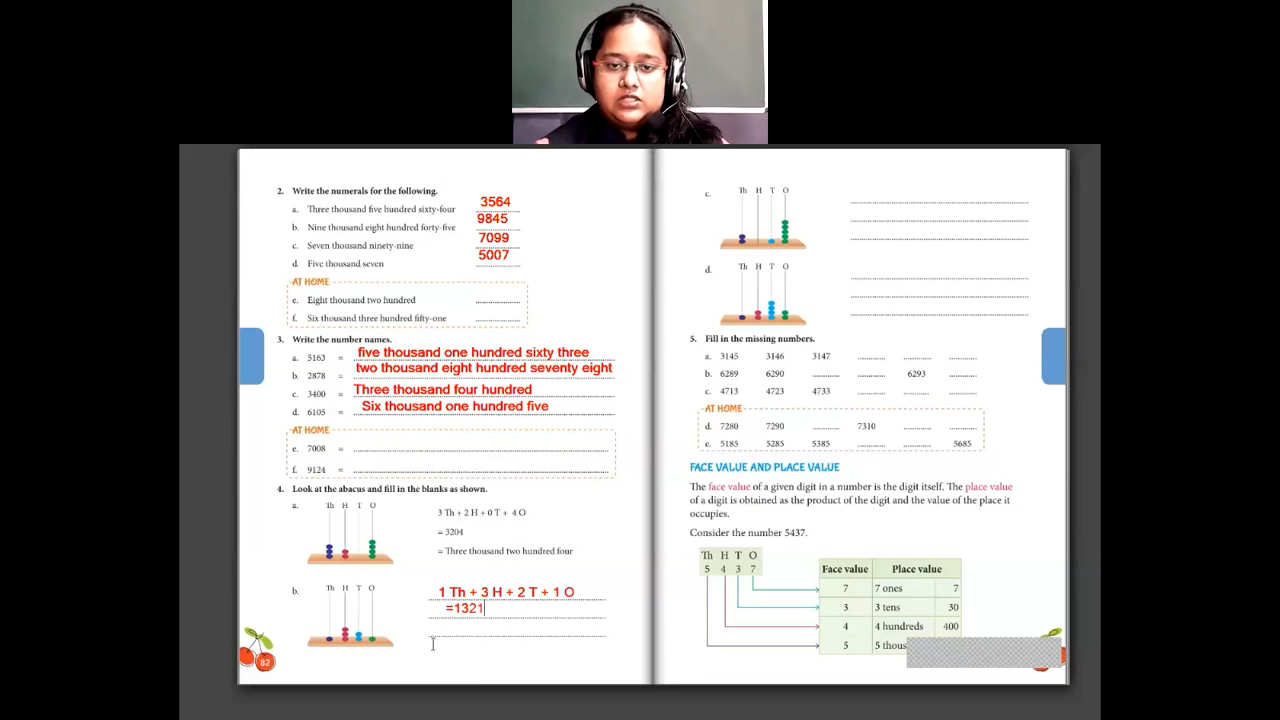 2. Write the numerals for the following.
a. Three thousand five hundred sixty-four 3564
b. Nine thousand eight hundred forty-five 9845
c. Seven thousand ninety-nine 7099
d. Five thousand seven 5007
AT HOME
e. Eight thousand two hundred
f. Six thousand three hundred fifty-one
3. Write the number names.
a. 5163 = five thousand one hundred sixty three
b. 2878 = two thousand eight hundred seventy eight
c. 3400 = Three thousand four hundred
d. 6105 = Six thousand one hundred five
AT HOME
e. 7008 =
f. 9124 =
4. Look at the abacus and fill in the blanks as shown.
a. Th H T O
3 Th + 2 H + 0 T + 4 O
= 3204
= Three thousand two hundred four
b. Th H T O
1 Th + 3 H + 2 T + 1 O
=1321
82
c. Th H T O
d. Th H T O
5. Fill in the missing numbers.
a. 3145 3146 3147
b. 6289 6290 6293
c. 4713 4723 4733
AT HOME
d. 7280 7290 7310
e. 5185 5285 5385 5685
FACE VALUE AND PLACE VALUE
The face value of a given digit in a number is the digit itself. The place value
of a digit is obtained as the product of the digit and the value of the place it
occupies.
Consider the number 5437.
Th H T O
5 4 3 7
Face value Place value
7 7 ones 7
3 3 tens 30
4 4 hundreds 400
5 5 thous